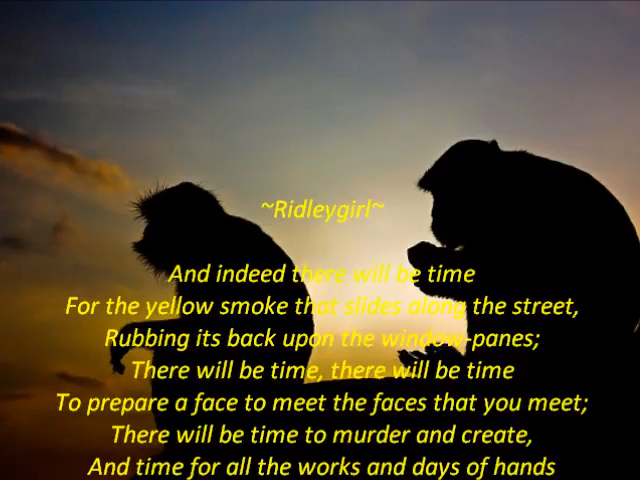 ~Ridleygirl~
And indeed there will be time
For the yellow smoke that slides along the street,
Rubbing its back upon the window-panes;
There will be time, there will be time
To prepare a face to meet the faces that you meet;
There will be time to murder and create,
And time for all the works and days of hands